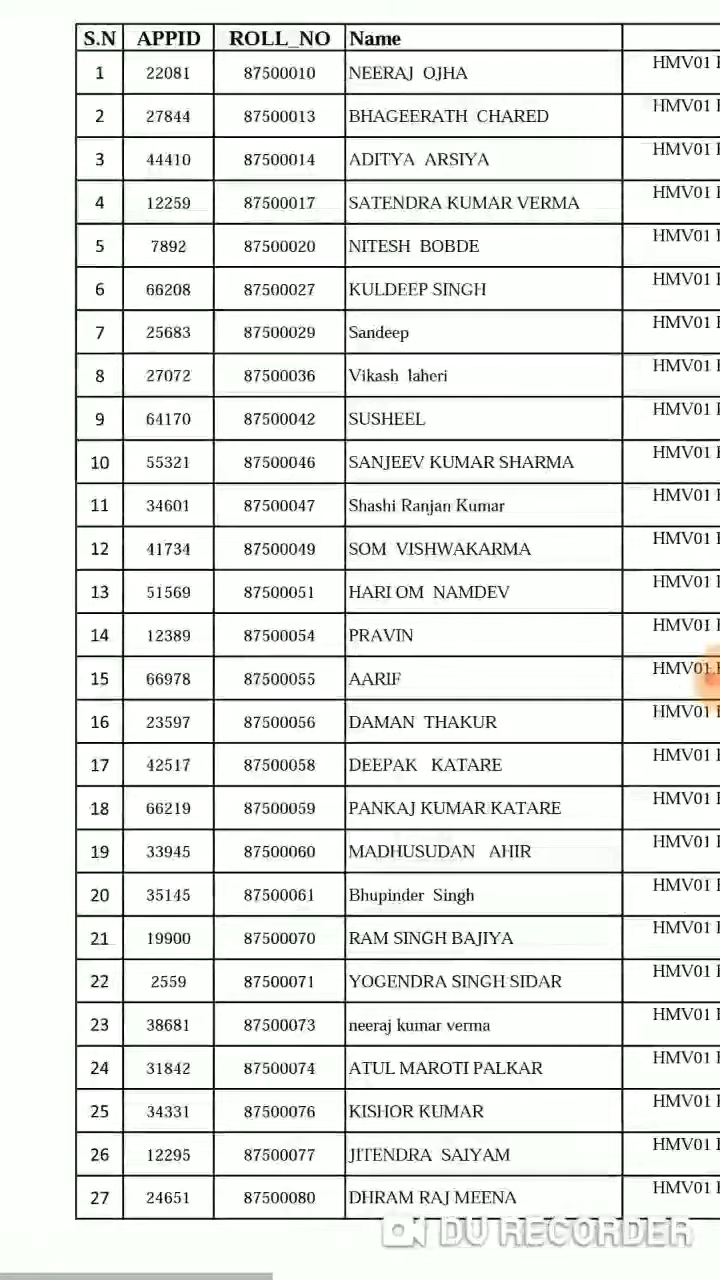 S.N APPID ROLL_NO Name
1 22081 87500010 NEERAJ OJHA HMV01
2 27844 87500013 BHAGEERATH CHARED HMV01
3 44410 87500014 ADITYA ARSIYA HMV01
4 12259 87500017 SATENDRA KUMAR VERMA HMV01
5 7892 87500020 NITESH BOBDE HMV01
6 66208 87500027 KULDEEP SINGH HMV01
7 25683 87500029 Sandeep HMV01
8 27072 87500036 Vikash laheri HMV01
9 64170 87500042 SUSHEEL HMV01
10 55321 87500046 SANJEEV KUMAR SHARMA HMV01
11 34601 87500047 Shashi Ranjan Kumar HMV01
12 41734 87500049 SOM VISHWAKARMA HMV01
13 51569 87500051 HARI OM NAMDEV HMV01
14 12389 87500054 PRAVIN HMV01
15 66978 87500055 AARIF HMV01
16 23597 87500056 DAMAN THAKUR HMV01
17 42517 87500058 DEEPAK KATARE HMV01
18 66219 87500059 PANKAJ KUMAR KATARE HMV01
19 33945 87500060 MADHUSUDAN AHIR HMV01
20 35145 87500061 Bhupinder Singh HMV01
21 19900 87500070 RAM SINGH BAJIYA HMV01
22 2559 87500071 YOGENDRA SINGH SIDAR HMV01
23 38681 87500073 neeraj kumar verma HMV01
24 31842 87500074 ATUL MAROTI PALKAR HMV01
25 34331 87500076 KISHOR KUMAR HMV01
26 12295 87500077 JITENDRA SAIYAM HMV01
27 24651 87500080 DHRAM RAJ MEENA HMV01
DU RECORDER